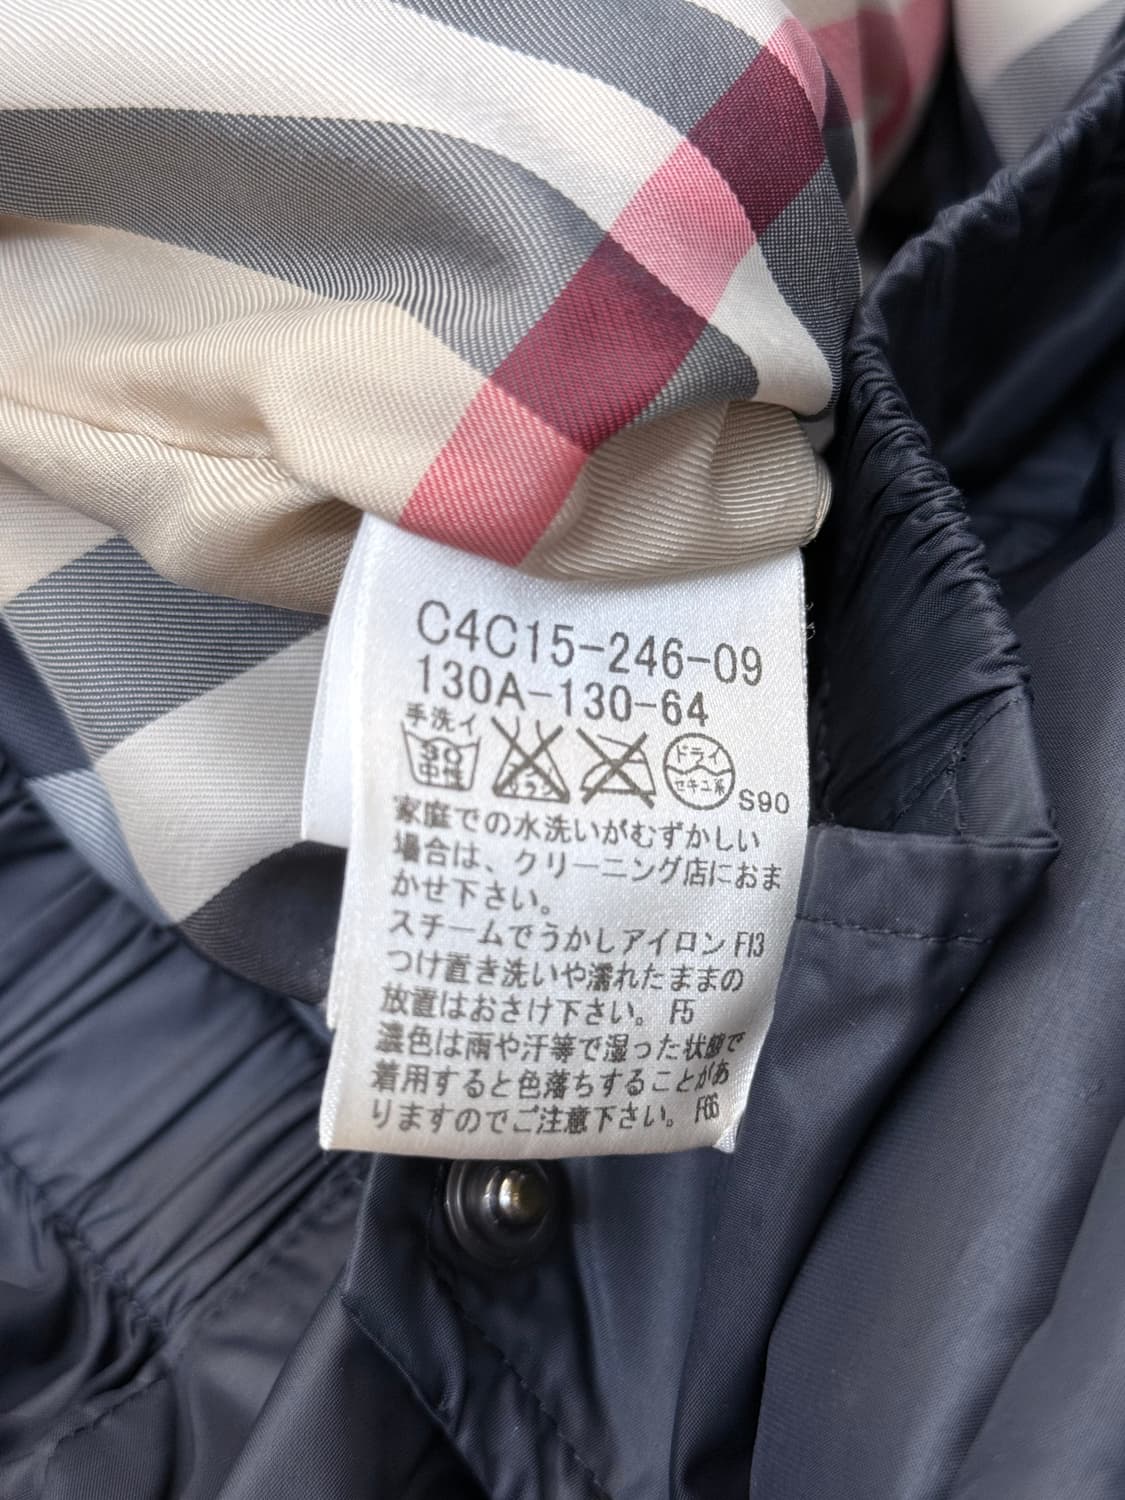 C4C15-246-09
130A-130-64
手洗イ
30
中性
エンソ
サラシ
ドライ
セキユ系
S90
家庭での水洗いがむずかしい
場合は、クリーニング店におま
かせ下さい。
スチームでうかしアイロン F13
つけ置き洗いや濡れたままの
放置はおさけ下さい。 F5
濃色は雨や汗等で湿った状態で
着用すると色落ちすることがあ
りますのでご注意下さい。 F66